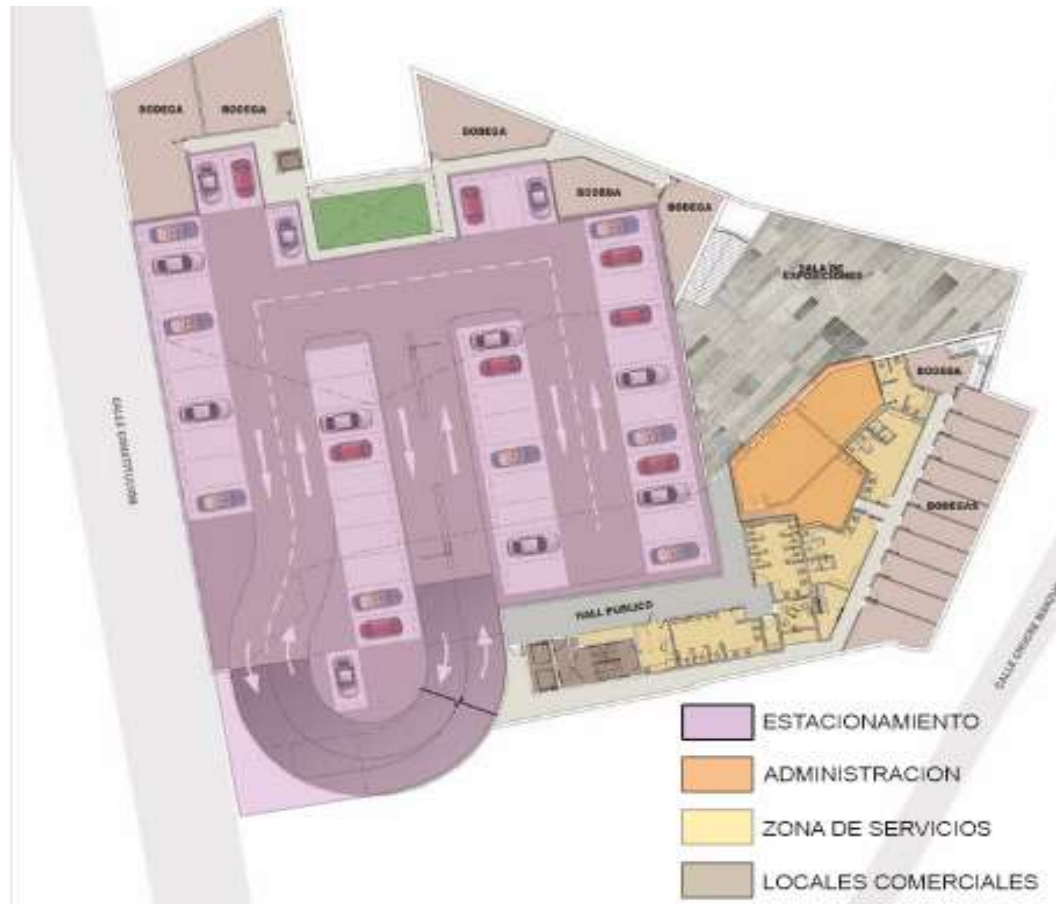 BODEGA
BODEGA
BODEGA
BODEGA
BODEGA
SALA DE
EXPOSICIONES
BODEGA
BODEGAS
HALL PUBLICO
ESTACIONAMIENTO
ADMINISTRACION
ZONA DE SERVICIOS
LOCALES COMERCIALES